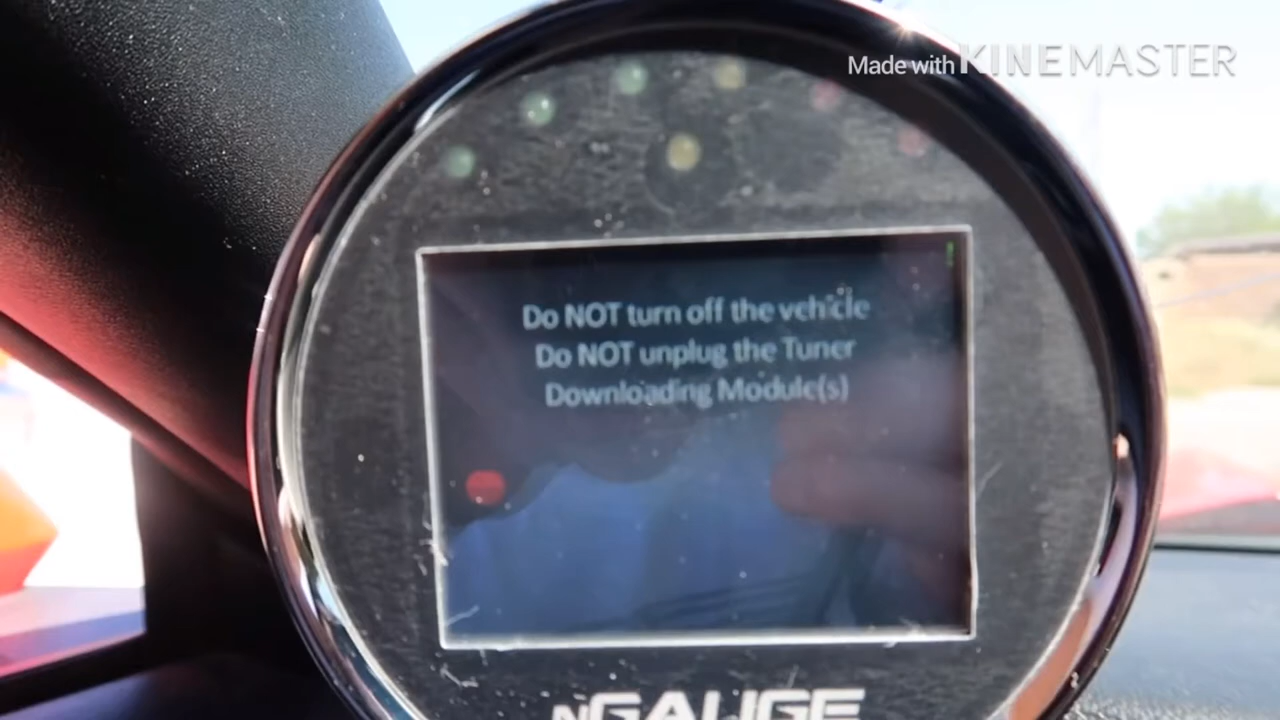 Made with KINEMASTER
Do NOT turn off the vehicle
Do NOT unplug the Tuner
Downloading Module(s)
nGAUGE